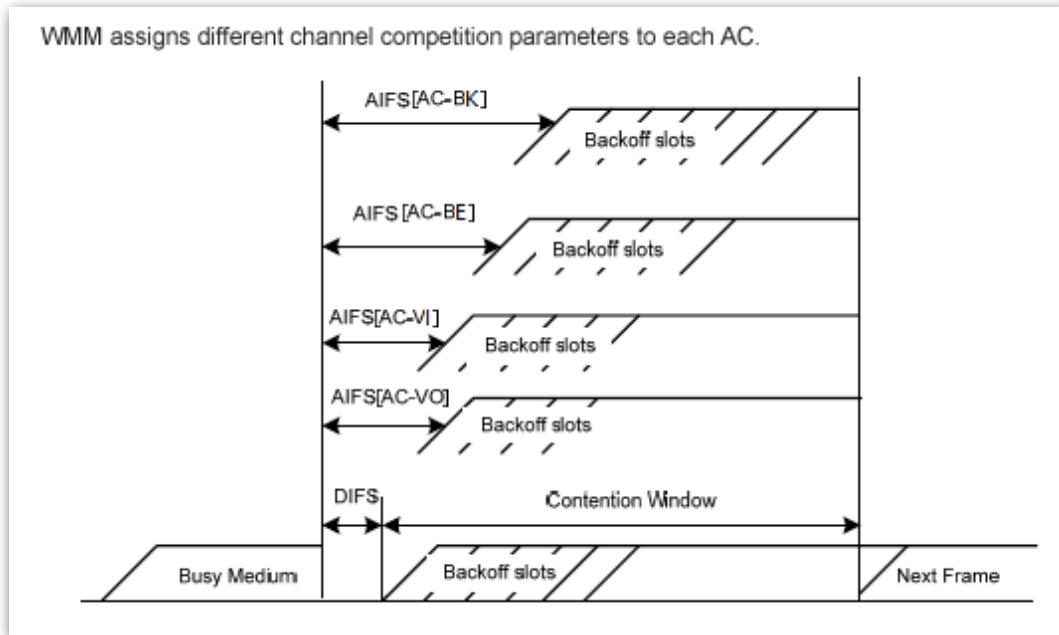 WMM assigns different channel competition parameters to each AC.
AIFS[AC-BK]
Backoff slots
AIFS[AC-BE]
Backoff slots
AIFS[AC-VI]
Backoff slots
AIFS[AC-VO]
Backoff slots
DIFS
Contention Window
Busy Medium
Backoff slots
Next Frame